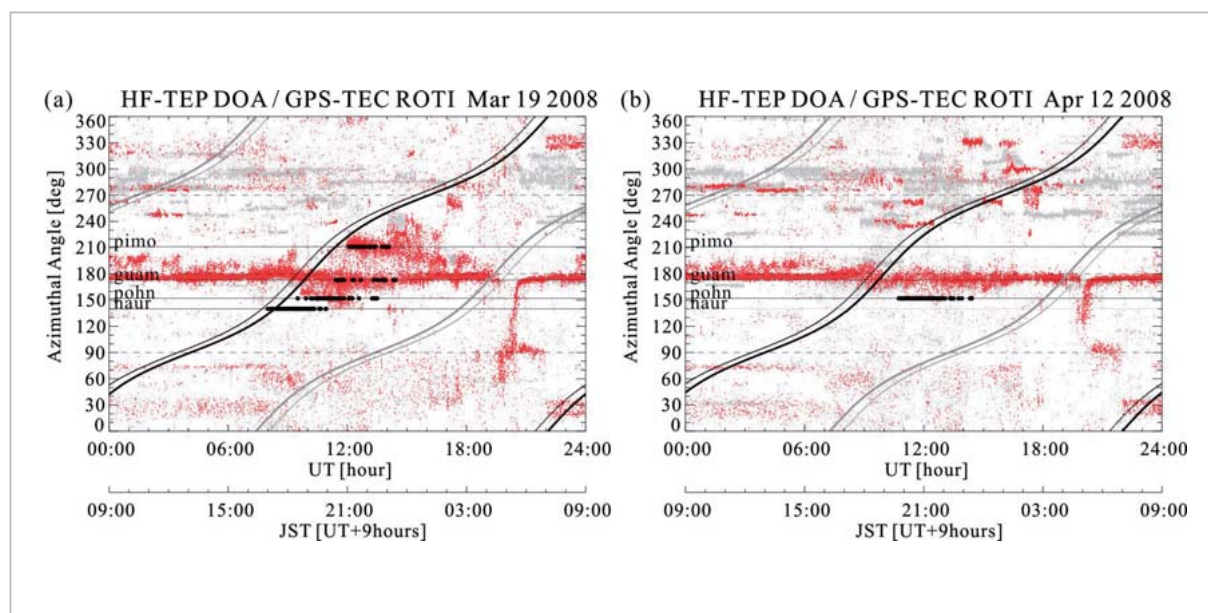 (a) HF-TEP DOA / GPS-TEC ROTI Mar 19 2008
Azimuthal Angle [deg]
360
330
300
270
240
210
180
150
120
90
60
30
0
pimo
guam
pohn
naur
00:00 06:00 12:00 18:00 24:00
UT [hour]
09:00 15:00 21:00 03:00 09:00
JST [UT+9hours]
(b) HF-TEP DOA / GPS-TEC ROTI Apr 12 2008
Azimuthal Angle [deg]
360
330
300
270
240
210
180
150
120
90
60
30
0
pimo
guam
pohn
naur
00:00 06:00 12:00 18:00 24:00
UT [hour]
09:00 15:00 21:00 03:00 09:00
JST [UT+9hours]